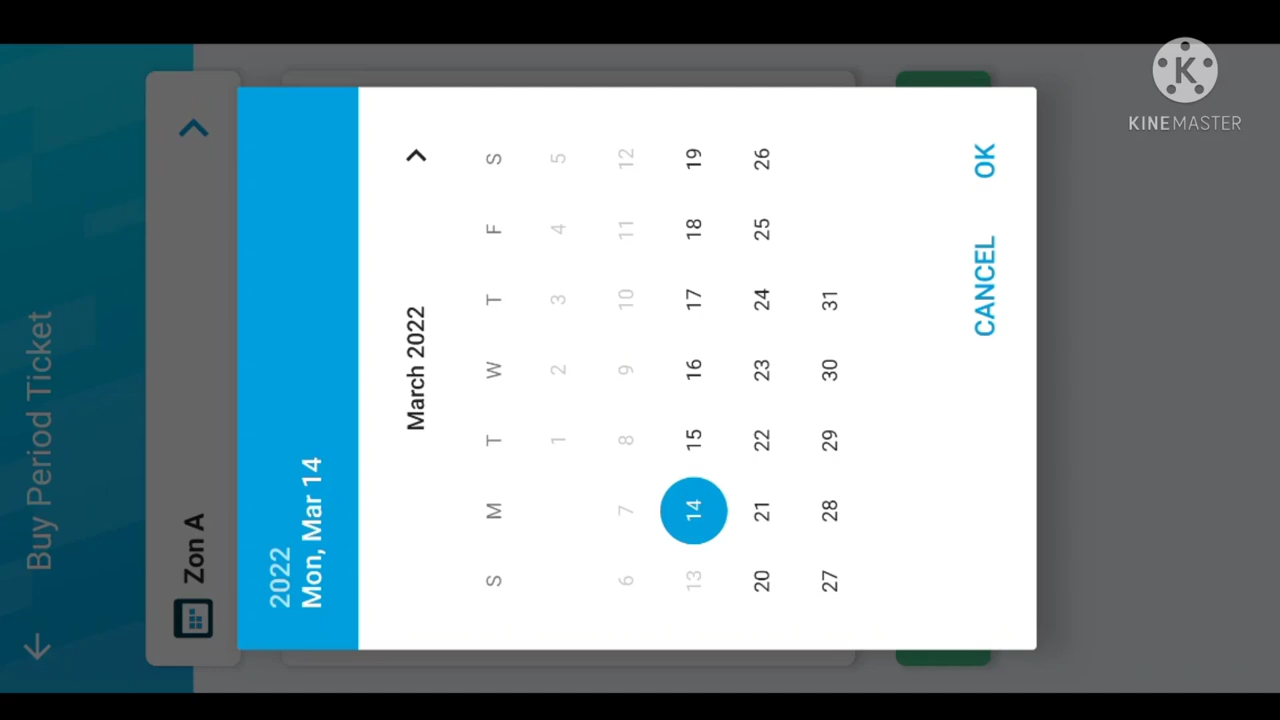 Buy Period Ticket
Zon A
2022
Mon, Mar 14
March 2022
S M T W T F S
1 2 3 4 5
6 7 8 9 10 11 12
13 14 15 16 17 18 19
20 21 22 23 24 25 26
27 28 29 30 31
CANCEL OK
K
KINEMASTER